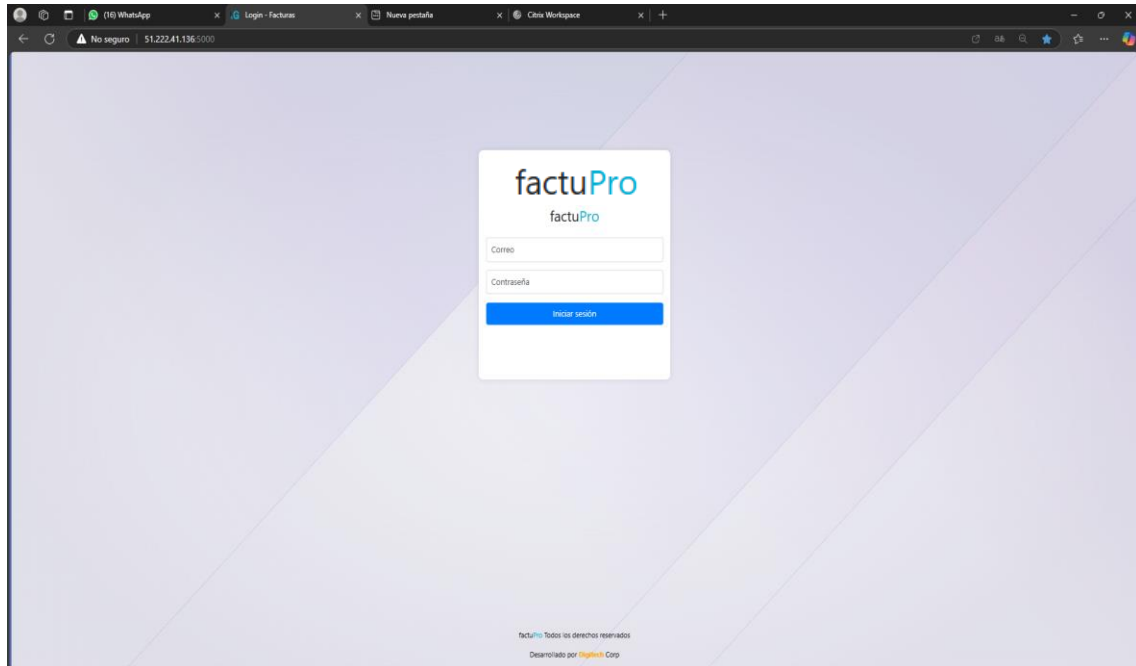 (16) WhatsApp
.G Login - Facturas
Nueva pestaña
Citrix Workspace
No seguro 51.222.41.136:5000
factuPro
factuPro
Correo
Contraseña
Iniciar sesión
factuPro Todos los derechos reservados
Desarrollado por Digitech Corp